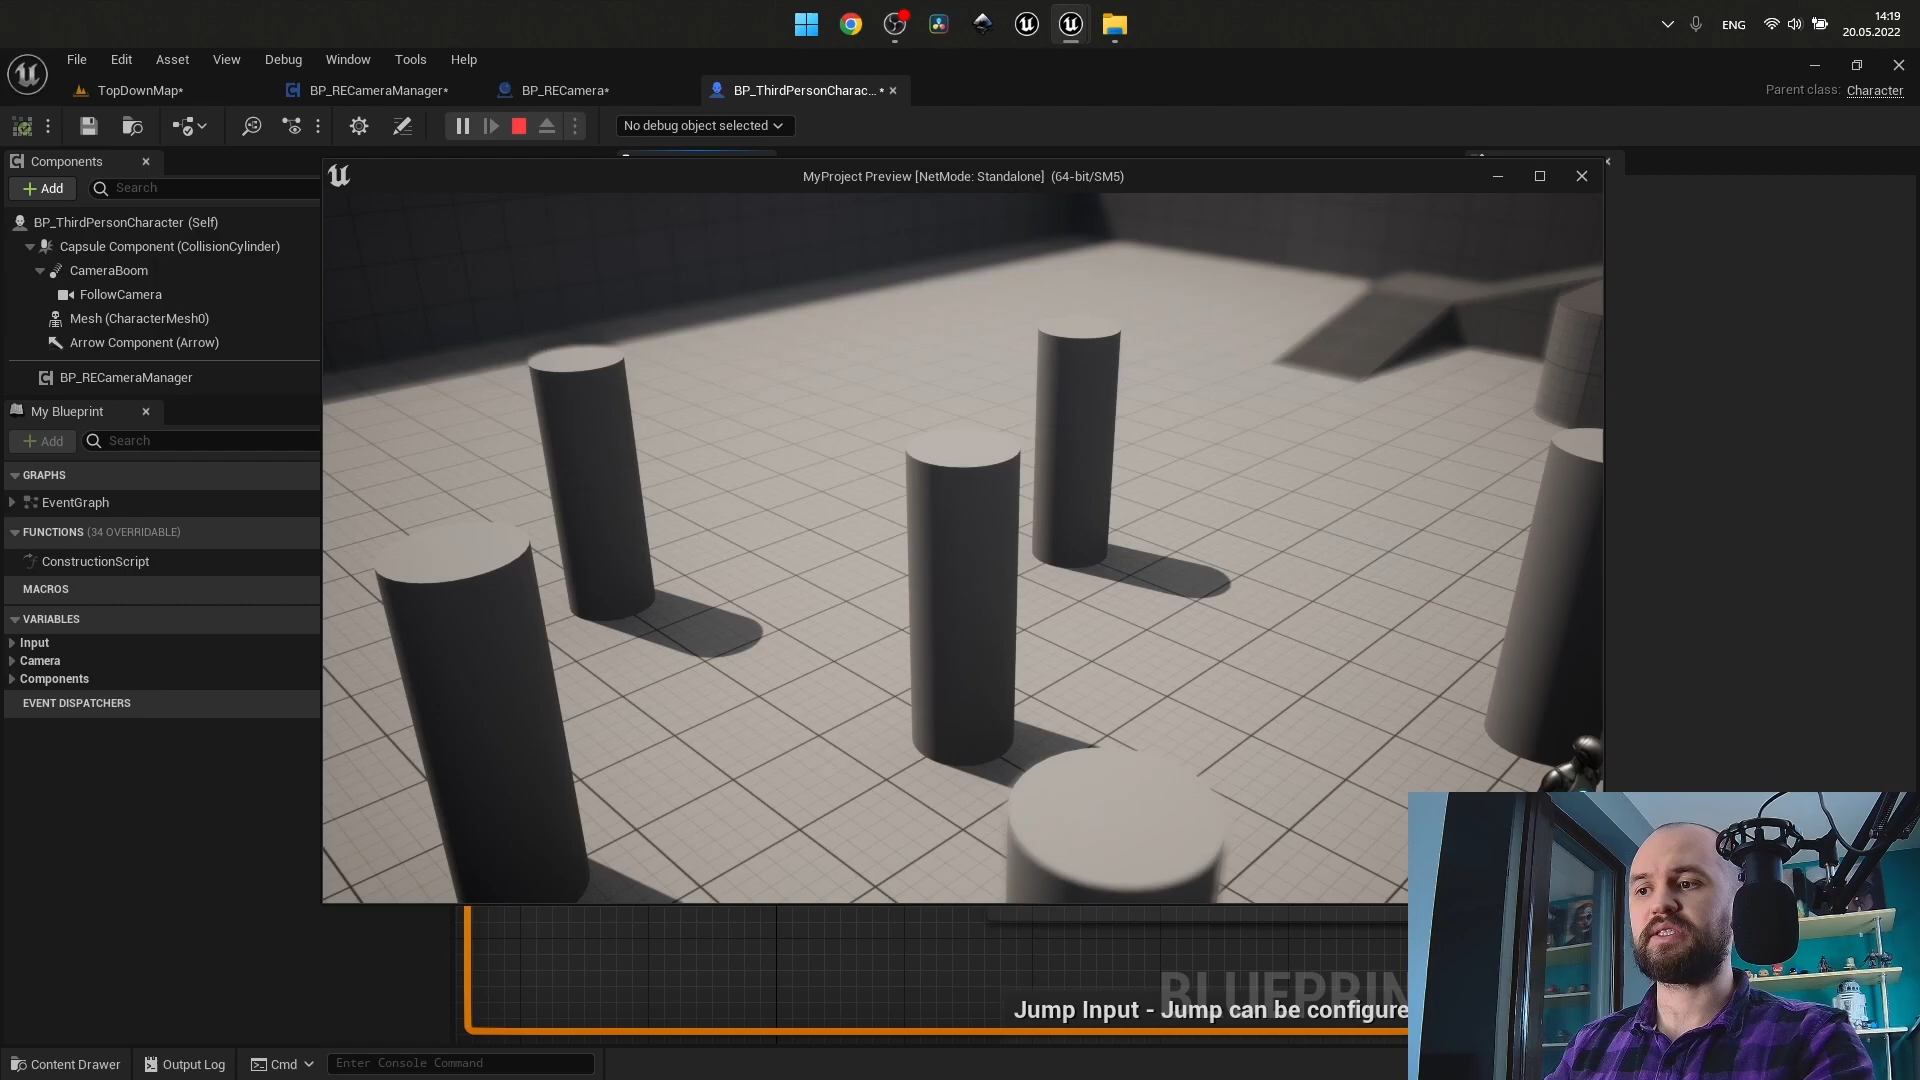 ENG
14:19
20.05.2022
File Edit Asset View Debug Window Tools Help
TopDownMap*
BP_RECameraManager*
BP_RECamera*
BP_ThirdPersonCharac... *
Parent class: Character
No debug object selected
Components
Add
Search
MyProject Preview [NetMode: Standalone] (64-bit/SM5)
BP_ThirdPersonCharacter (Self)
Capsule Component (CollisionCylinder)
CameraBoom
FollowCamera
Mesh (CharacterMesh0)
Arrow Component (Arrow)
BP_RECameraManager
My Blueprint
Add
Search
GRAPHS
EventGraph
FUNCTIONS (34 OVERRIDABLE)
ConstructionScript
MACROS
VARIABLES
Input
Camera
Components
EVENT DISPATCHERS
BLUEPRIN
Jump Input - Jump can be configure
Content Drawer
Output Log
Cmd
Enter Console Command